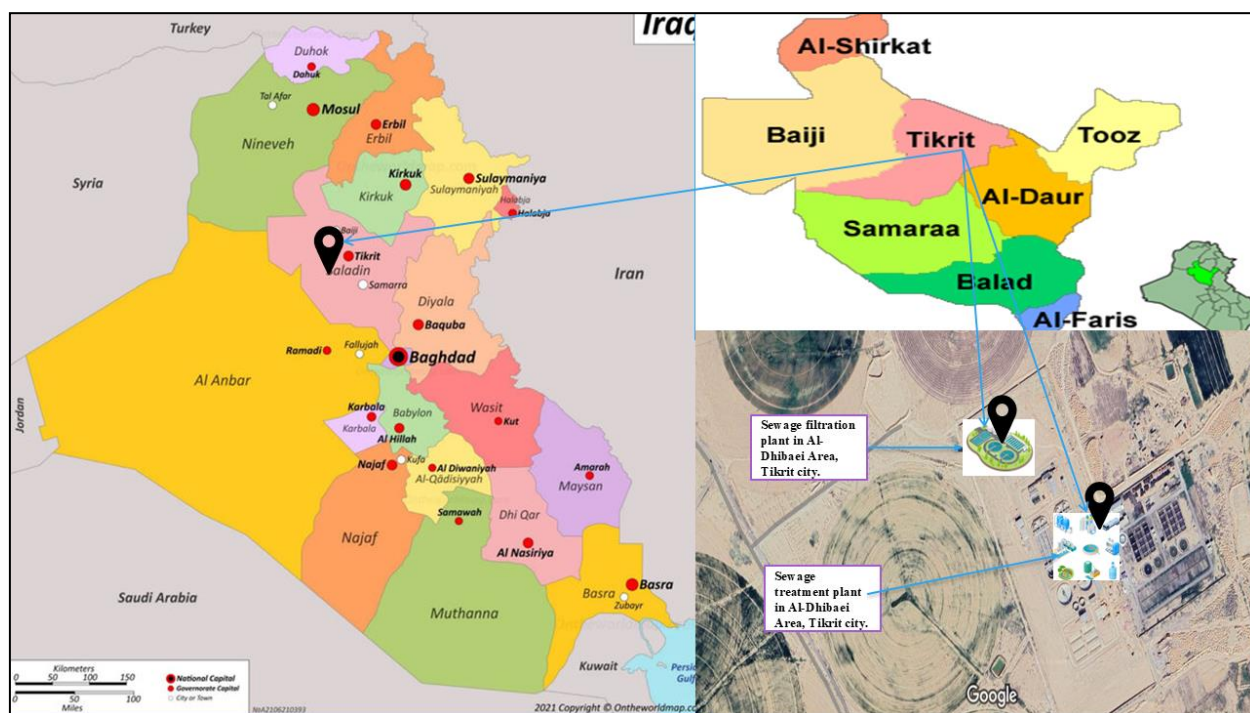 Iraq
Turkey
Duhok
Dahuk
Tal Afar
Mosul
Nineveh
Erbil
Erbil
Kirkuk
Kirkuk
Sulaymaniya
Sulaymaniyah
Halabja
Halabja
Syria
Baiji
Tikrit
Saladin
Samarra
Iran
Diyala
Baquba
Ramadi
Fallujah
Baghdad
Al Anbar
Jordan
Karbala
Karbala
Babylon
Al Hillah
Wasit
Kut
Najaf
Kufa
Al Diwaniyah
Al-Qādisiyyah
Amarah
Maysan
Samawah
Dhi Qar
Al Nasiriya
Najaf
Basra
Basra
Zubayr
Saudi Arabia
Muthanna
Kuwait
Persian
Gulf
Kilometers
0 50 100 150
0 50 100
Miles
National Capital
Governorate Capital
City or Town
2021 Copyright © Ontheworldmap.com
Al-Shirkat
Baiji
Tikrit
Tooz
Al-Daur
Samaraa
Balad
Al-Faris
Sewage
filtration
plant in Al-
Dhibaei Area,
Tikrit city.
Sewage
treatment plant
in Al-Dhibaei
Area, Tikrit city.
Google